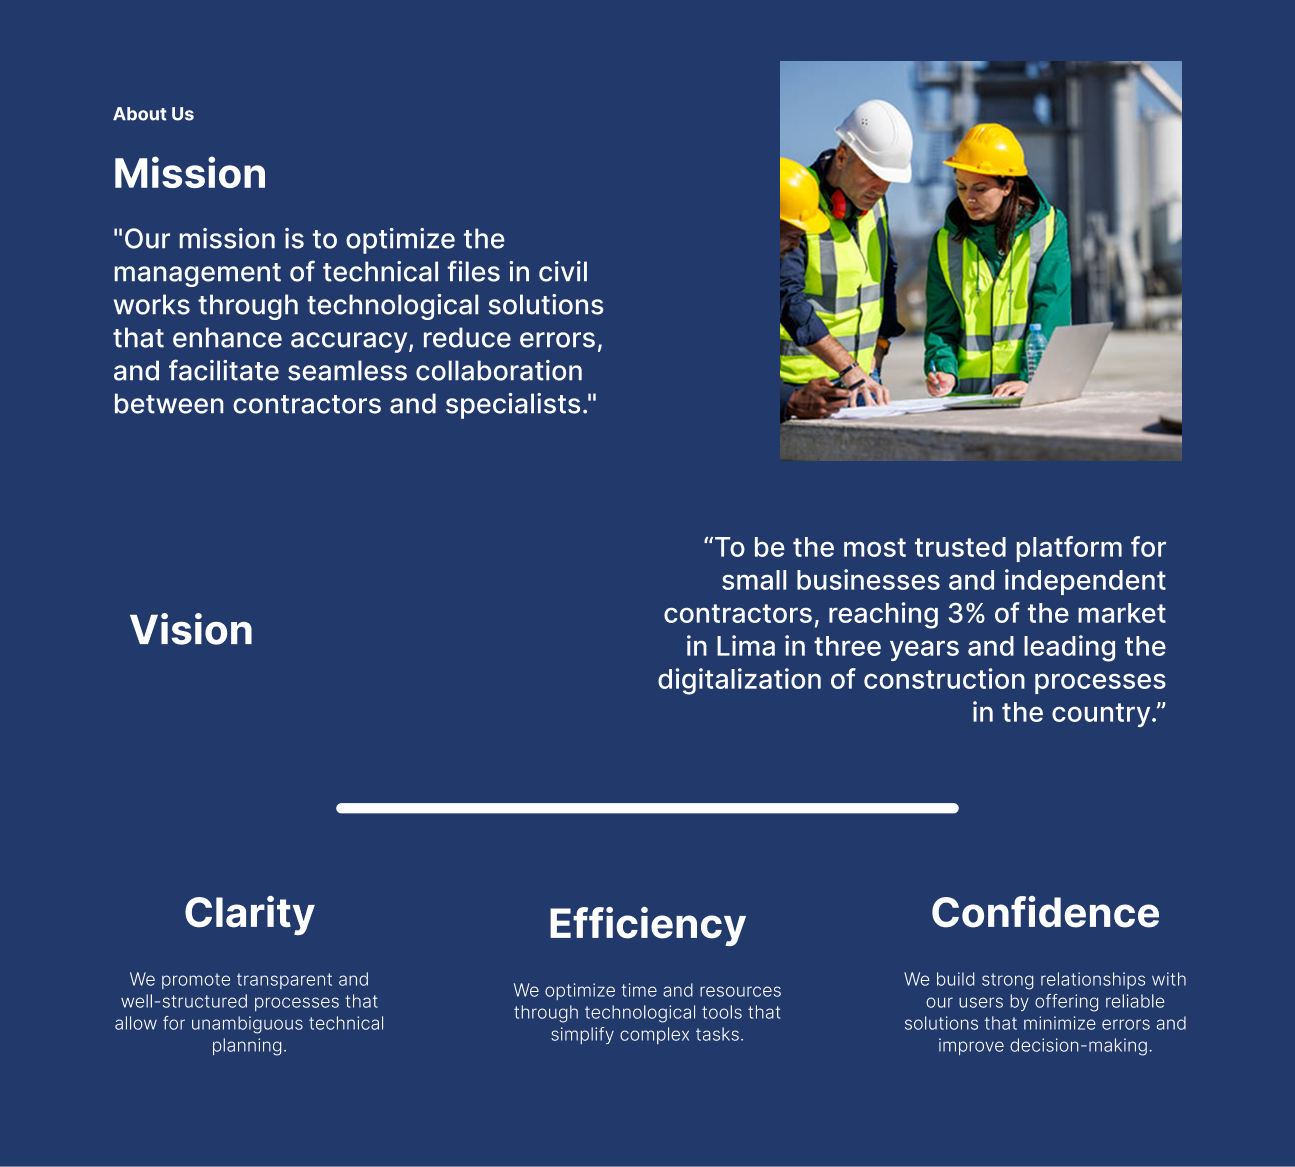 About Us
Mission
"Our mission is to optimize the
management of technical files in civil
works through technological solutions
that enhance accuracy, reduce errors,
and facilitate seamless collaboration
between contractors and specialists."
Vision
“To be the most trusted platform for
small businesses and independent
contractors, reaching 3% of the market
in Lima in three years and leading the
digitalization of construction processes
in the country.”
Clarity
We promote transparent and
well-structured processes that
allow for unambiguous technical
planning.
Efficiency
We optimize time and resources
through technological tools that
simplify complex tasks.
Confidence
We build strong relationships with
our users by offering reliable
solutions that minimize errors and
improve decision-making.